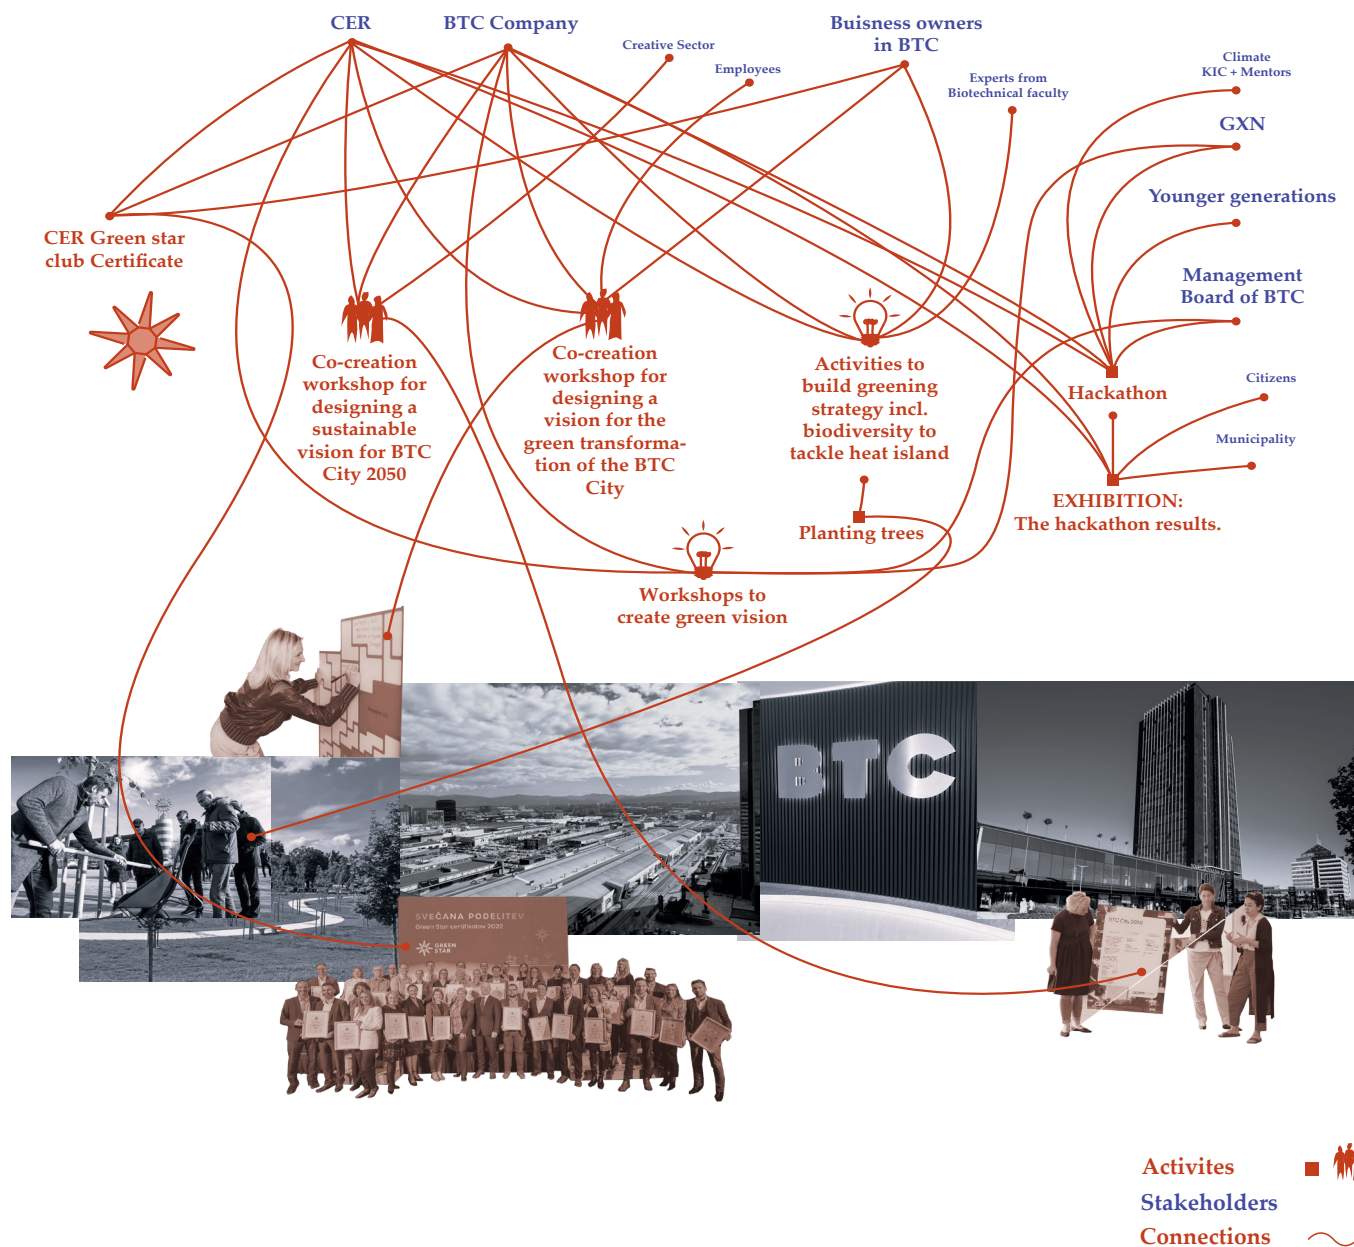 CER
BTC Company
Buisness owners
in BTC
Creative Sector
Employees
Experts from
Biotechnical faculty
Climate
KIC + Mentors
GXN
Younger generations
Management
Board of BTC
Citizens
Municipality
CER Green star
club Certificate
Co-creation
workshop for
designing a
sustainable
vision for BTC
City 2050
Co-creation
workshop for
designing a
vision for the
green transforma-
tion of the BTC
City
Activities to
build greening
strategy incl.
biodiversity to
tackle heat island
Hackathon
EXHIBITION:
The hackathon results.
Planting trees
Workshops to
create green vision
BTC
SVEČANA PODELITEV
Green Star certifikatov 2022
GREEN
STAR
BTC City 2050
Activites
Stakeholders
Connections